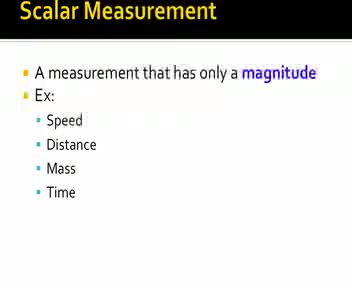 Scalar Measurement
A measurement that has only a magnitude
Ex:
Speed
Distance
Mass
Time